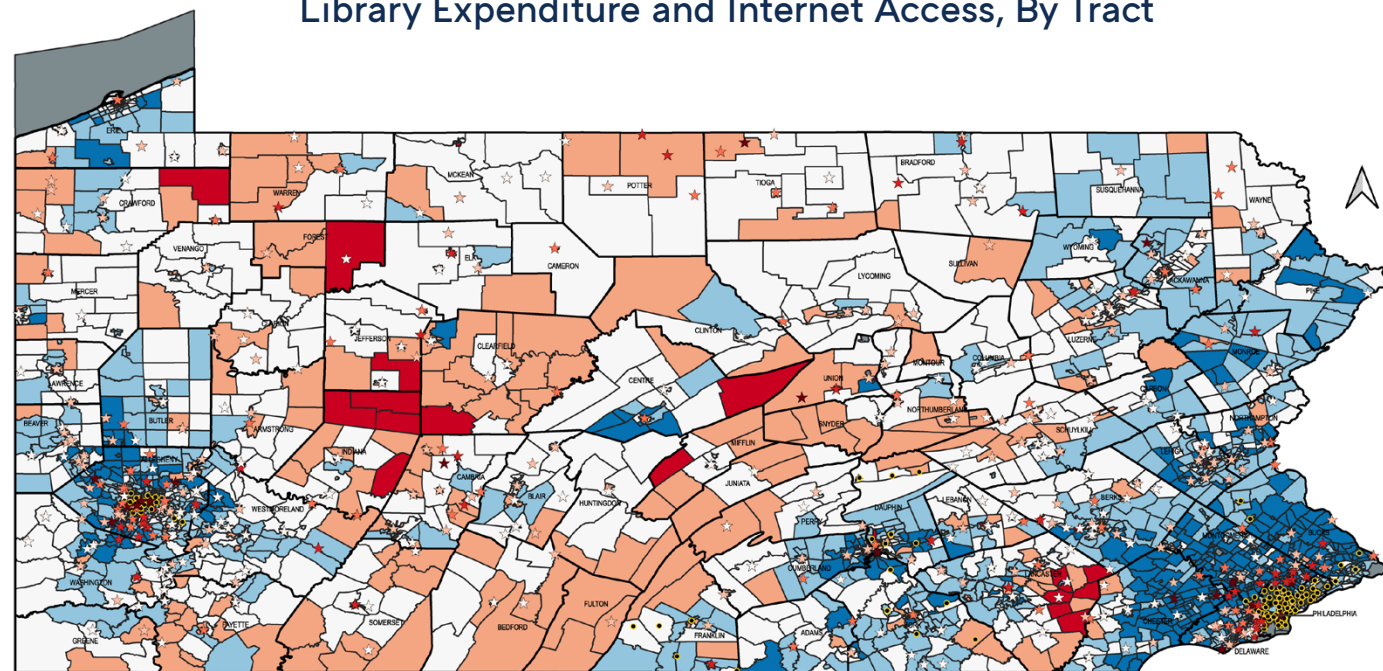 Library Expenditure and Internet Access, By Tract
ERIE
CRAWFORD
WARREN
MCKEAN
POTTER
TIOGA
BRADFORD
SUSQUEHANNA
WAYNE
FOREST
VENANGO
ELK
CAMERON
SULLIVAN
WYOMING
LYCOMING
PIKE
MERCER
CLINTON
JEFFERSON
CLEARFIELD
LUZERNE
MONROE
COLUMBIA
MONTOUR
UNION
CENTRE
CARBON
LAWRENCE
BEAVER
BUTLER
ARMSTRONG
NORTHUMBERLAND
SNYDER
NORTHAMPTON
SCHUYLKILL
MIFFLIN
INDIANA
LEHIGH
CAMBRIA
JUNIATA
BLAIR
HUNTINGDON
LEBANON
BERKS
DAUPHIN
WESTMORELAND
PERRY
MONTGOMERY
BUCKS
CUMBERLAND
LANCASTER
WASHINGTON
FULTON
PHILADELPHIA
FAYETTE
SOMERSET
BEDFORD
CHESTER
GREENE
FRANKLIN
ADAMS
DELAWARE